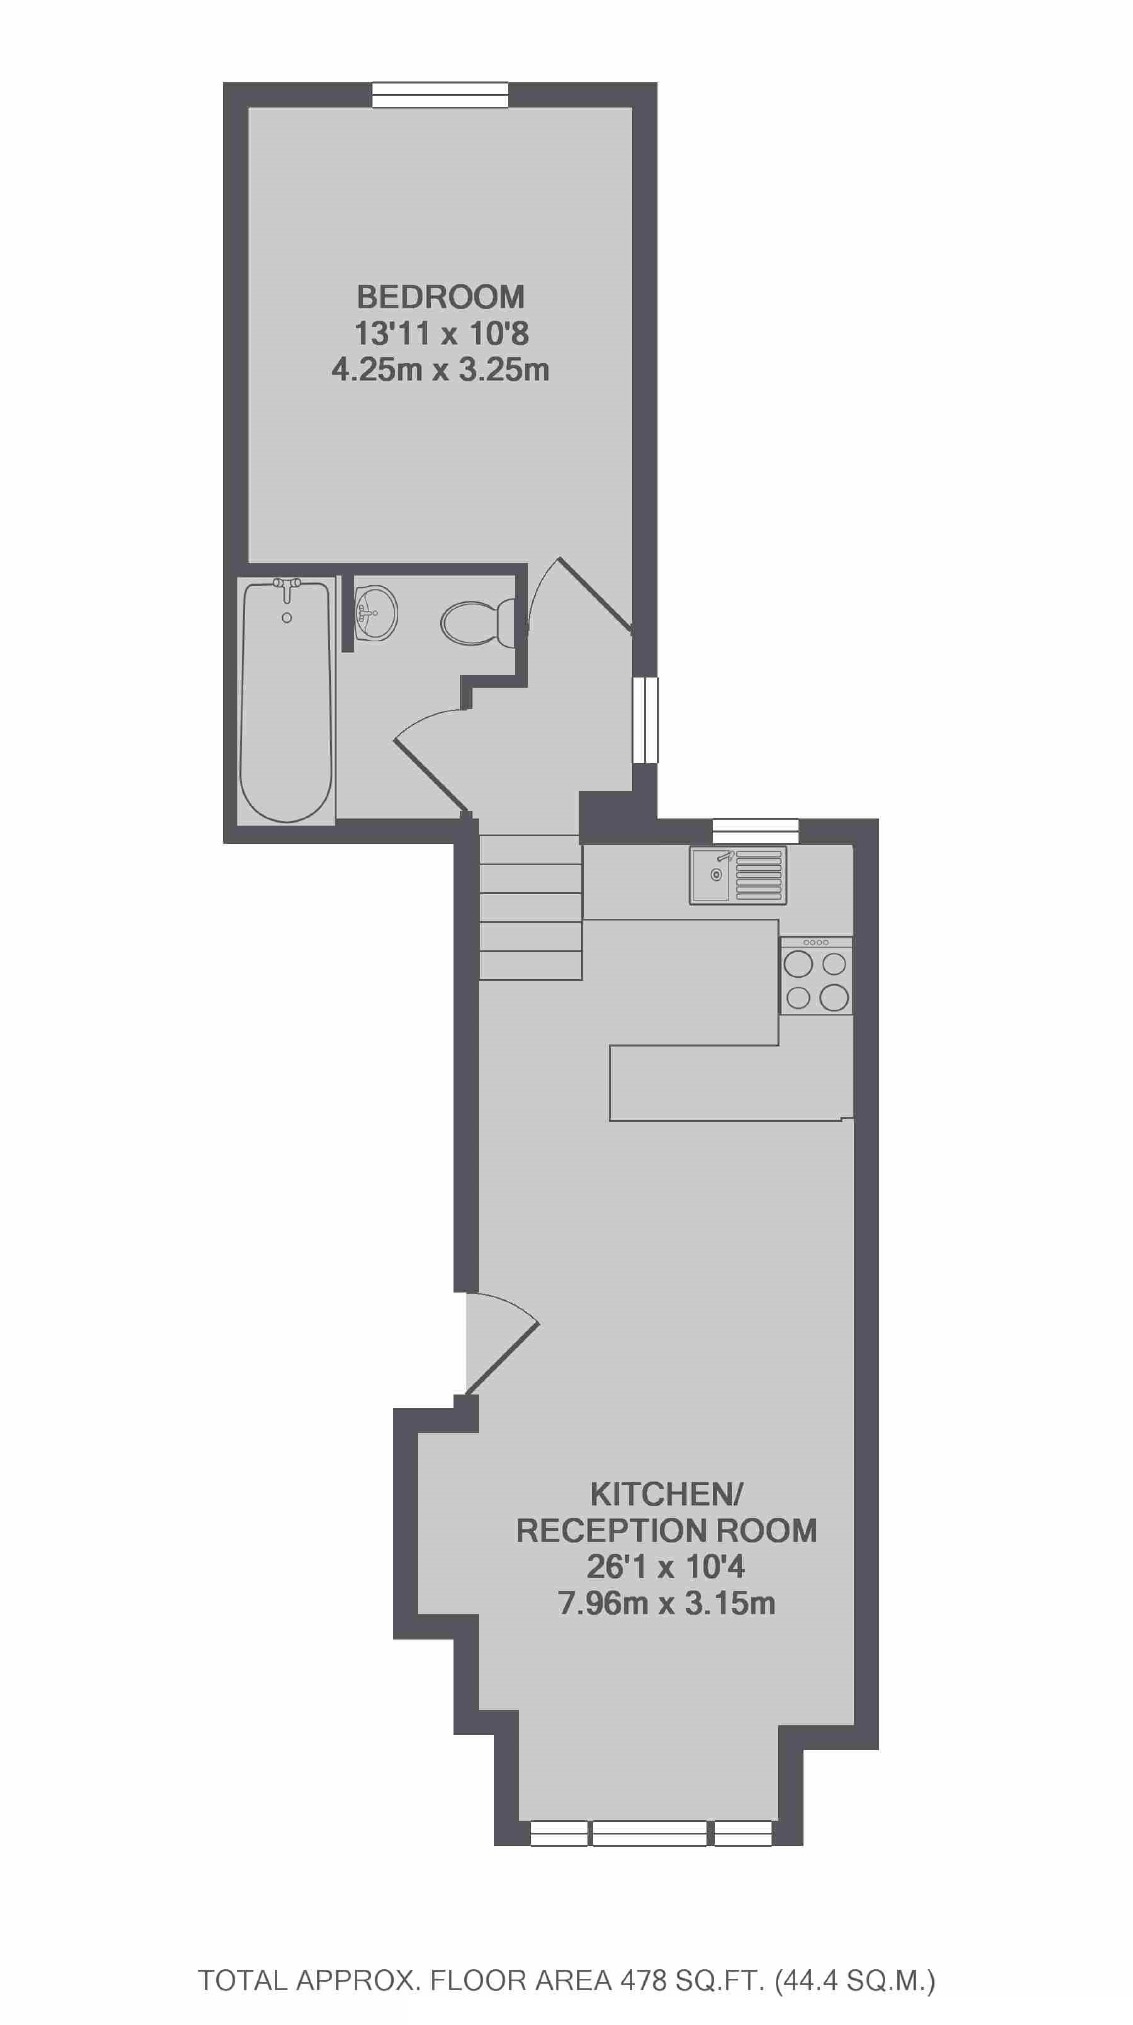 BEDROOM
13'11 x 10'8
4.25m x 3.25m
KITCHEN/
RECEPTION ROOM
26'1 x 10'4
7.96m x 3.15m
TOTAL APPROX. FLOOR AREA 478 SQ.FT. (44.4 SQ.M.)